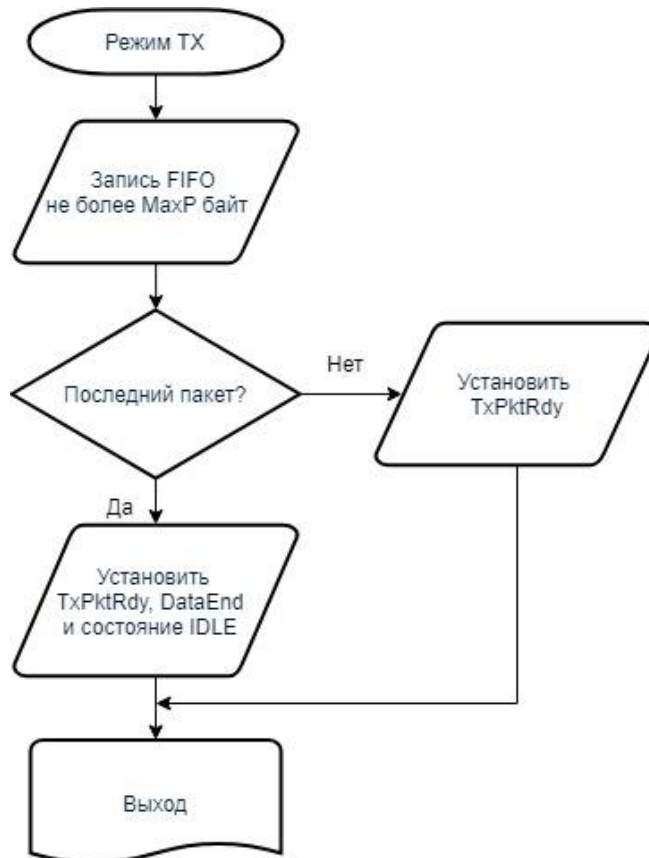 Режим TX
Запись FIFO
не более MaxP байт
Последний пакет?
Нет
Установить
TxPktRdy
Да
Установить
TxPktRdy, DataEnd
и состояние IDLE
Выход